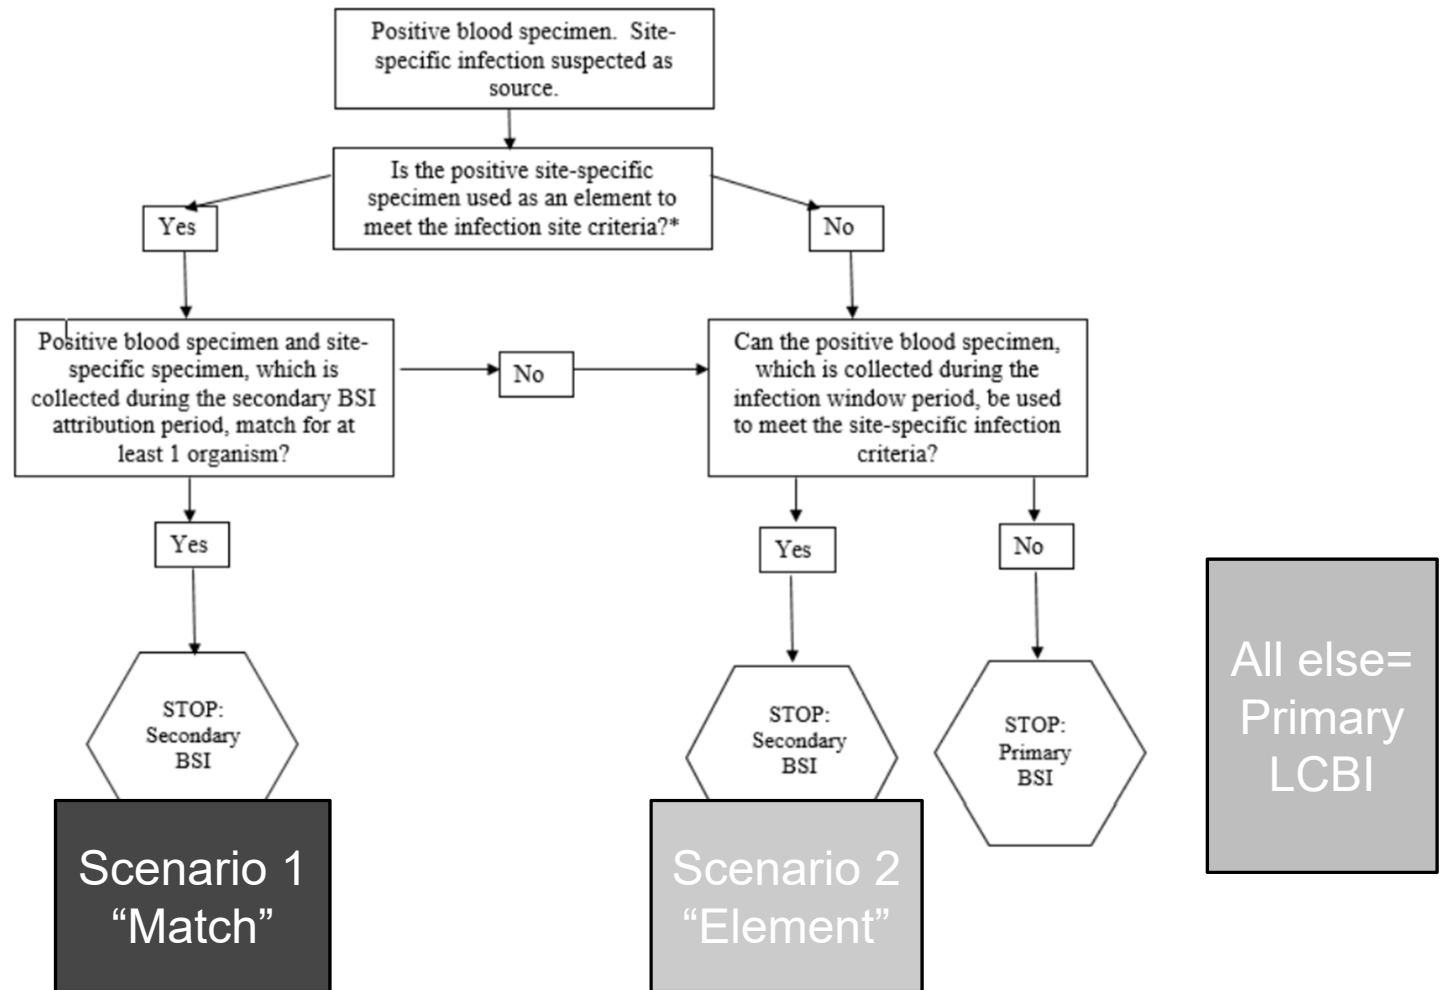 Positive blood specimen. Site-
specific infection suspected as
source.
Is the positive site-specific
specimen used as an element to
meet the infection site criteria?*
Yes
No
Positive blood specimen and site-
specific specimen, which is
collected during the secondary BSI
attribution period, match for at
least 1 organism?
No
Can the positive blood specimen,
which is collected during the
infection window period, be used
to meet the site-specific infection
criteria?
Yes
Yes
No
STOP:
Secondary
BSI
STOP:
Secondary
BSI
STOP:
Primary
BSI
All else=
Primary
LCBI
Scenario 1
“Match”
Scenario 2
“Element”